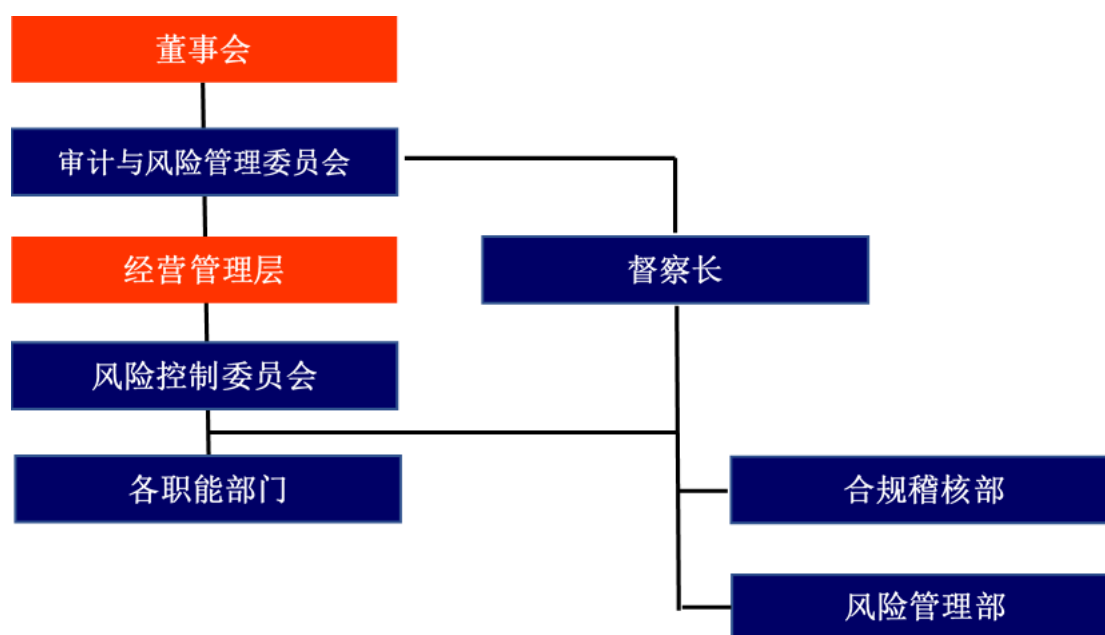 董事会
审计与风险管理委员会
经营管理层
督察长
风险控制委员会
各职能部门
合规稽核部
风险管理部